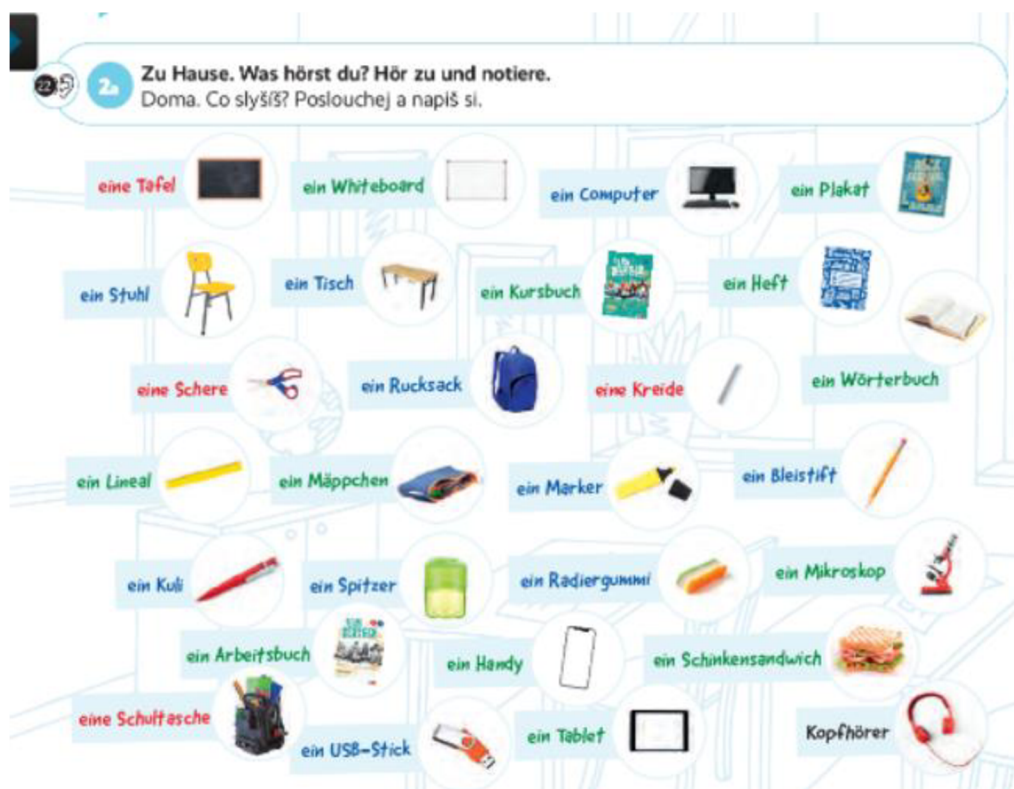 22
2a
Zu Hause. Was hörst du? Hör zu und notiere.
Doma. Co slyšíš? Poslouchej a napiš si.
eine Tafel
ein Whiteboard
ein Computer
ein Plakat
ein Stuhl
ein Tisch
ein Kursbuch
ein Heft
eine Schere
ein Rucksack
eine Kreide
ein Wörterbuch
ein Lineal
ein Mäppchen
ein Marker
ein Bleistift
ein Kuli
ein Spitzer
ein Radiergummi
ein Mikroskop
ein Arbeitsbuch
ein Handy
ein Schinkensandwich
eine Schultasche
ein USB-Stick
ein Tablet
Kopfhörer